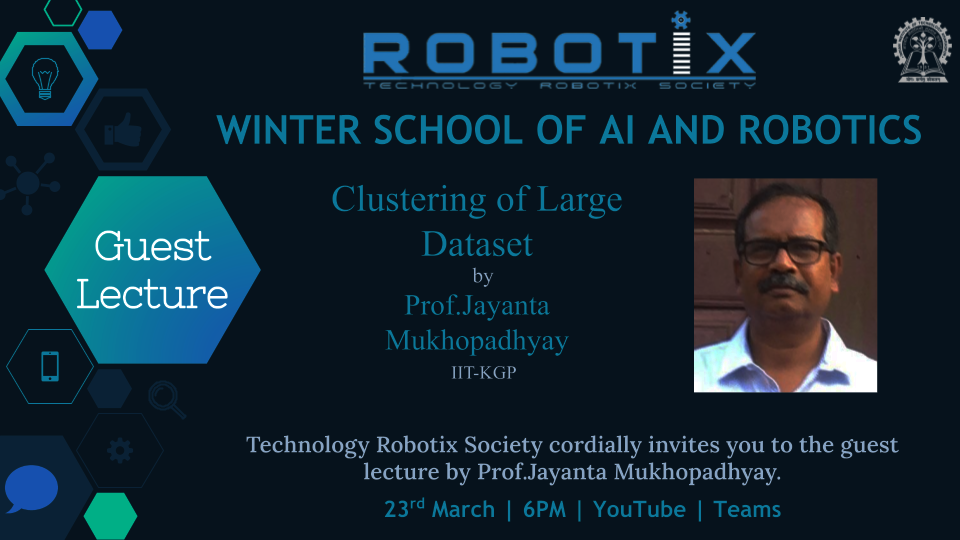 ROBOTIX
TECHNOLOGY ROBOTIX SOCIETY
WINTER SCHOOL OF AI AND ROBOTICS
Guest
Lecture
Clustering of Large
Dataset
by
Prof.Jayanta
Mukhopadhyay
IIT-KGP
Technology Robotix Society cordially invites you to the guest
lecture by Prof.Jayanta Mukhopadhyay.
23rd March | 6PM | YouTube | Teams